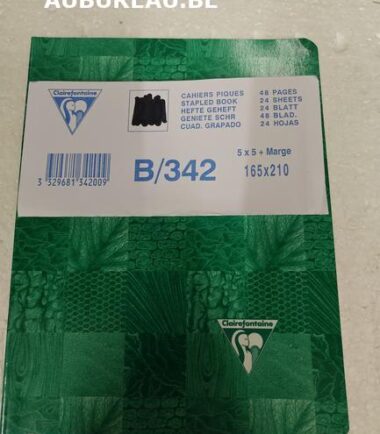 AUBUREAU.BE
Clairefontaine
CAHIERS PIQUES 48 PAGES
STAPLED BOOK 24 SHEETS
HEFTE GEHEFT 24 BLATT
GENIETE SCHR 48 BLAD.
CUAD. GRAPADO 24 HOJAS
5 x 5 + Marge
B/342 165x210
3 329681 342009
Clairefontaine